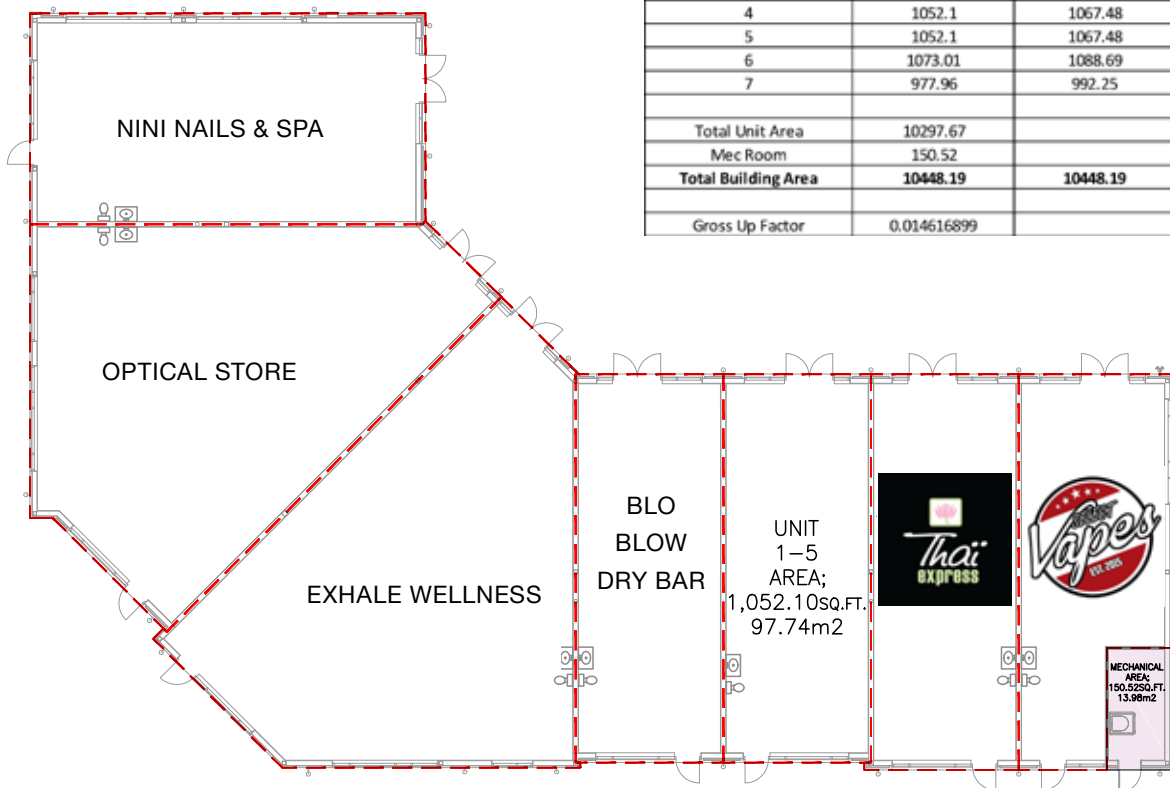 4 1052.1 1067.48
5 1052.1 1067.48
6 1073.01 1088.69
7 977.96 992.25
Total Unit Area 10297.67
Mec Room 150.52
Total Building Area 10448.19 10448.19
Gross Up Factor 0.014616899
NINI NAILS & SPA
OPTICAL STORE
EXHALE WELLNESS
BLO
BLOW
DRY BAR
UNIT
1-5
AREA;
1,052.10SQ.FT.
97.74m2
Thaï
express
Vapes
EST. 2015
MECHANICAL
AREA;
150.52SQ.FT.
13.98m2